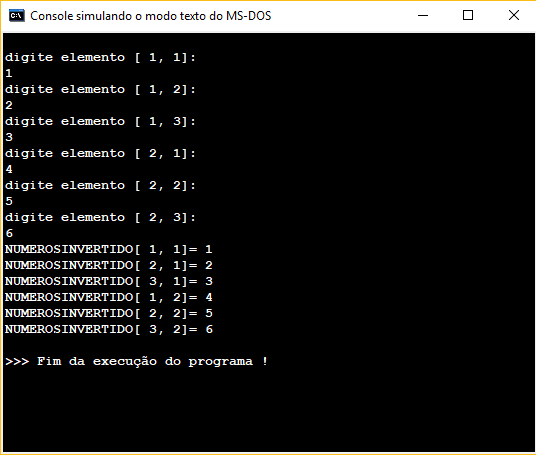 Console simulando o modo texto do MS-DOS
digite elemento [ 1, 1]:
1
digite elemento [ 1, 2]:
2
digite elemento [ 1, 3]:
3
digite elemento [ 2, 1]:
4
digite elemento [ 2, 2]:
5
digite elemento [ 2, 3]:
6
NUMEROSINVERTIDO[ 1, 1]= 1
NUMEROSINVERTIDO[ 2, 1]= 2
NUMEROSINVERTIDO[ 3, 1]= 3
NUMEROSINVERTIDO[ 1, 2]= 4
NUMEROSINVERTIDO[ 2, 2]= 5
NUMEROSINVERTIDO[ 3, 2]= 6
>>> Fim da execução do programa !